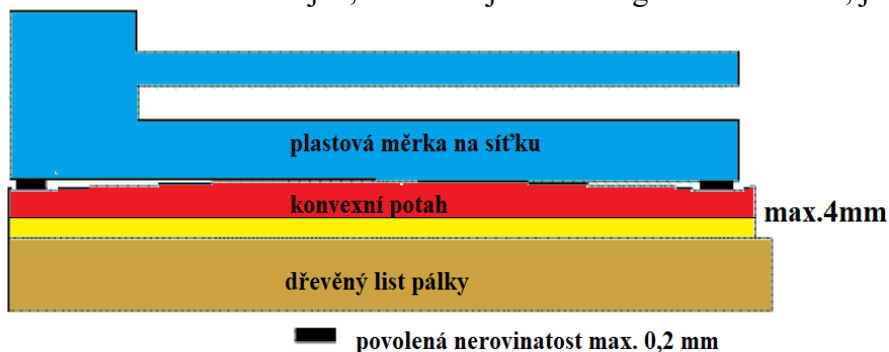 plastová měrka na síťku
konvexní potah
max.4mm
dřevěný list pálky
povolená nerovinatost max. 0,2 mm